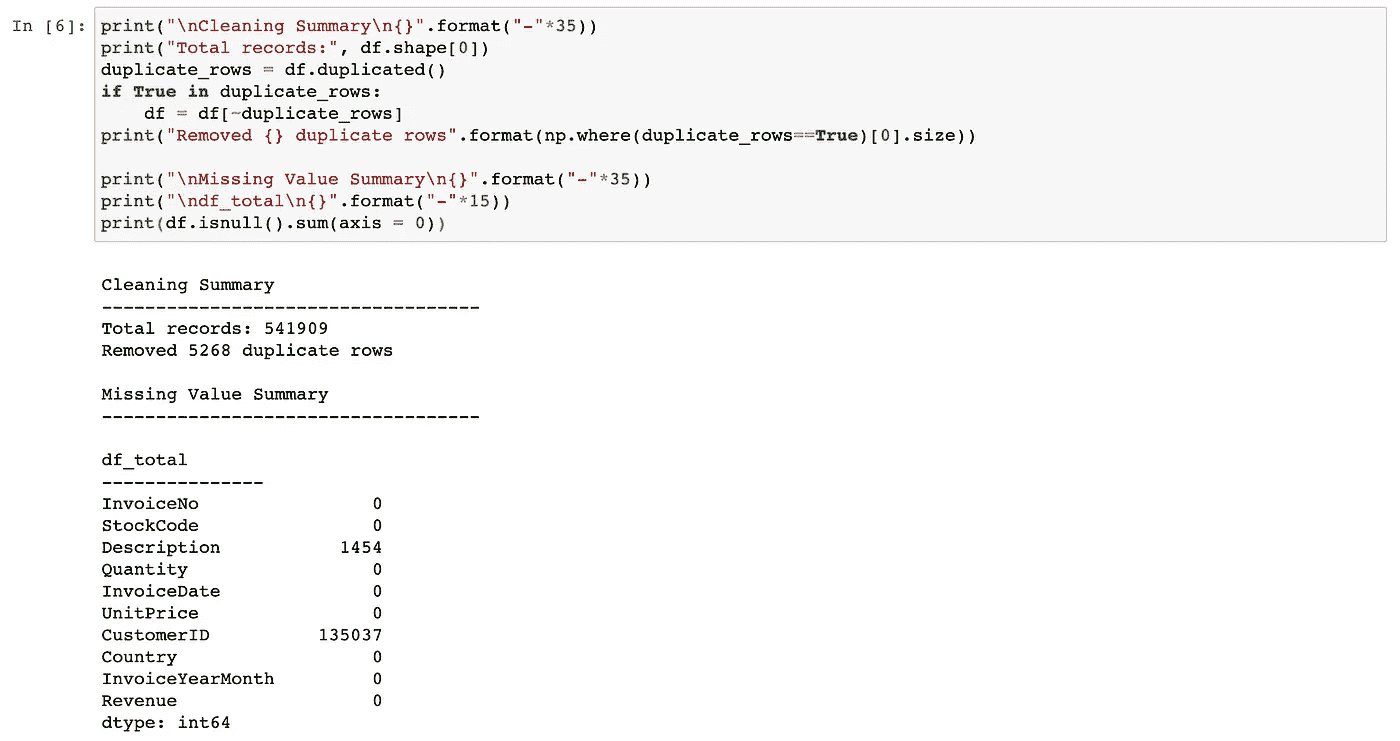 In [6]: print("\nCleaning Summary\n{}".format("-"*35))
print("Total records:", df.shape[0])
duplicate_rows = df.duplicated()
if True in duplicate_rows:
    df = df[~duplicate_rows]
print("Removed {} duplicate rows".format(np.where(duplicate_rows==True)[0].size))

print("\nMissing Value Summary\n{}".format("-"*35))
print("\ndf_total\n{}".format("-"*15))
print(df.isnull().sum(axis = 0))

Cleaning Summary
-----------------------------------
Total records: 541909
Removed 5268 duplicate rows

Missing Value Summary
-----------------------------------

df_total
---------------
InvoiceNo                0
StockCode                0
Description           1454
Quantity                 0
InvoiceDate              0
UnitPrice                0
CustomerID          135037
Country                  0
InvoiceYearMonth         0
Revenue                  0
dtype: int64